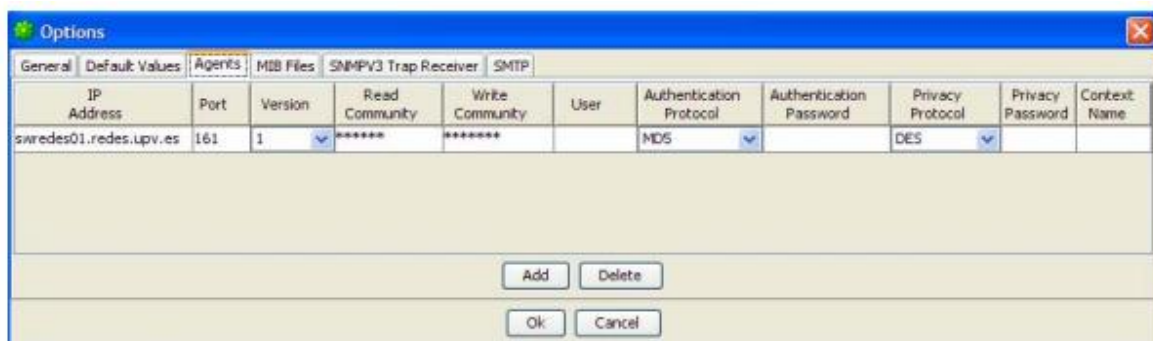 Options
General Default Values Agents MIB Files SNMPV3 Trap Receiver SMTP
IP Address Port Version Read Community Write Community User Authentication Protocol Authentication Password Privacy Protocol Privacy Password Context Name
swredes01.redes.upv.es 161 1 ****** ******* MD5 DES
Add Delete
Ok Cancel